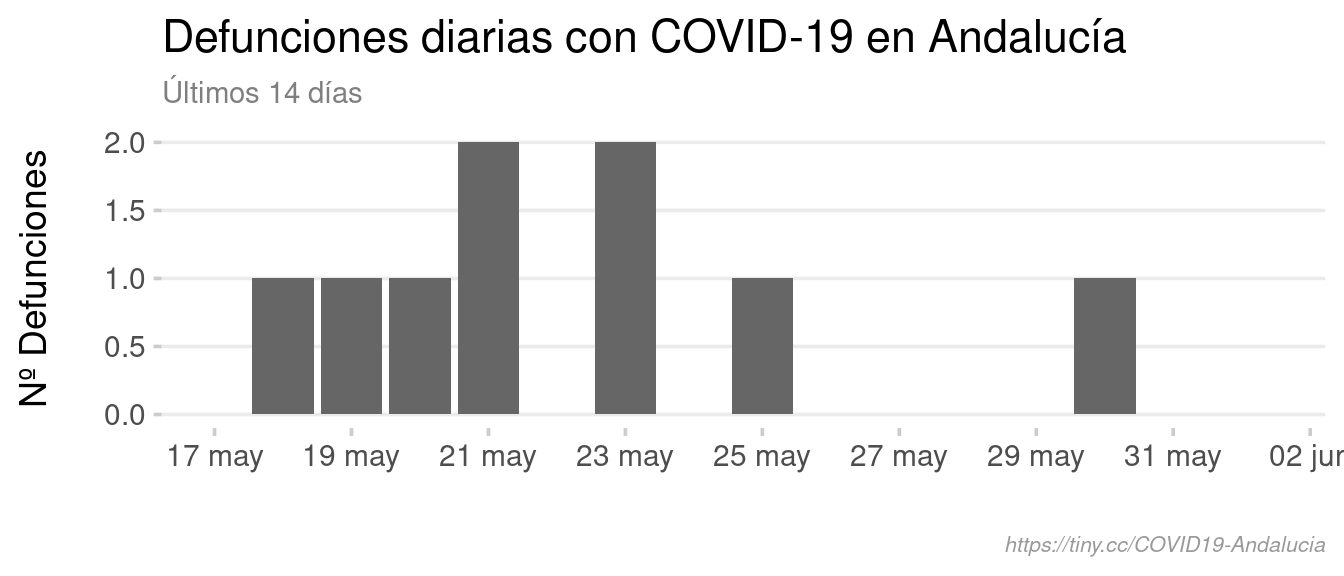 Defunciones diarias con COVID-19 en Andalucía
Últimos 14 días
Nº Defunciones
2.0
1.5
1.0
0.5
0.0
17 may 19 may 21 may 23 may 25 may 27 may 29 may 31 may 02 jun
https://tiny.cc/COVID19-Andalucia